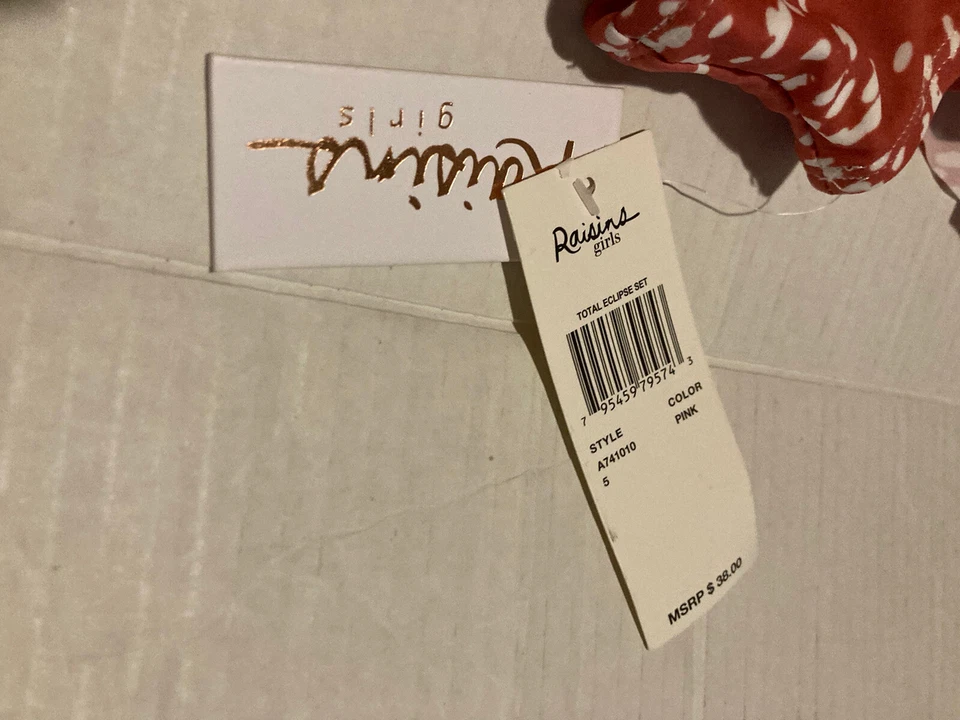 Raisins
girls
Raisins
girls
TOTAL ECLIPSE SET
7 95459 79574 3
STYLE COLOR
A741010 PINK
5
MSRP $ 38.00